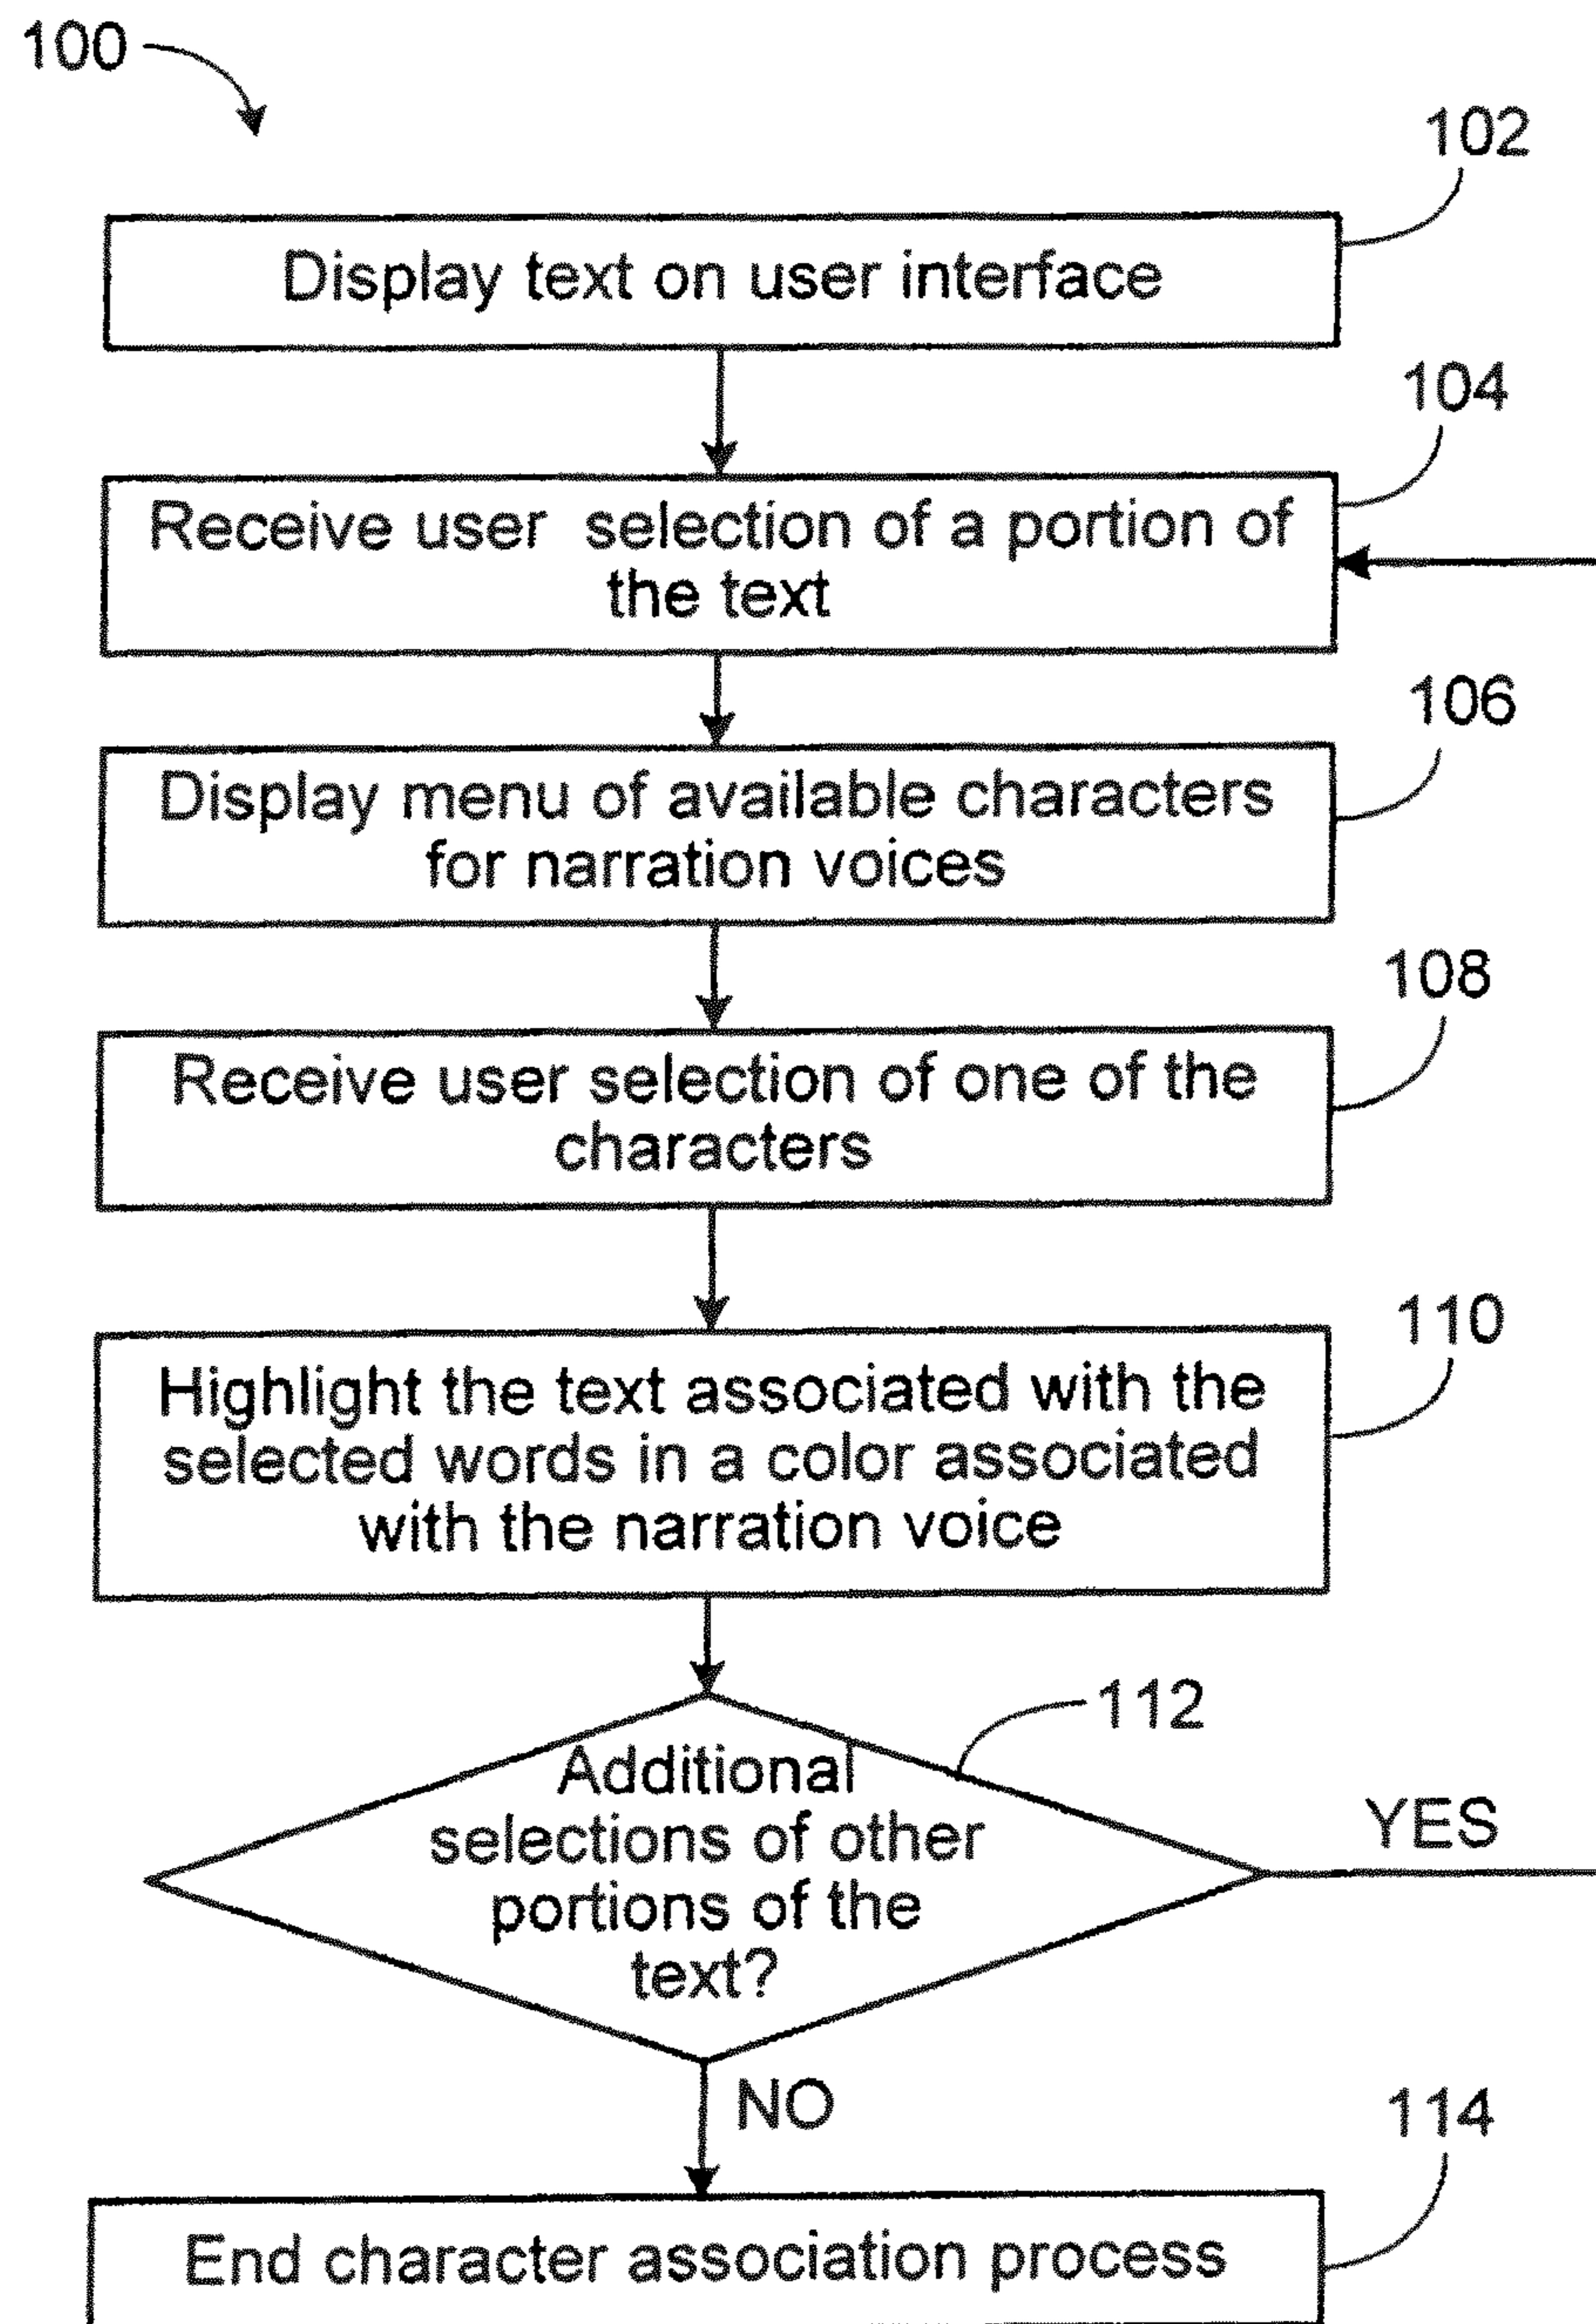 100
102
Display text on user interface
104
Receive user selection of a portion of
the text
106
Display menu of available characters
for narration voices
108
Receive user selection of one of the
characters
110
Highlight the text associated with the
selected words in a color associated
with the narration voice
112
Additional
selections of other
portions of the
text?
YES
NO
114
End character association process